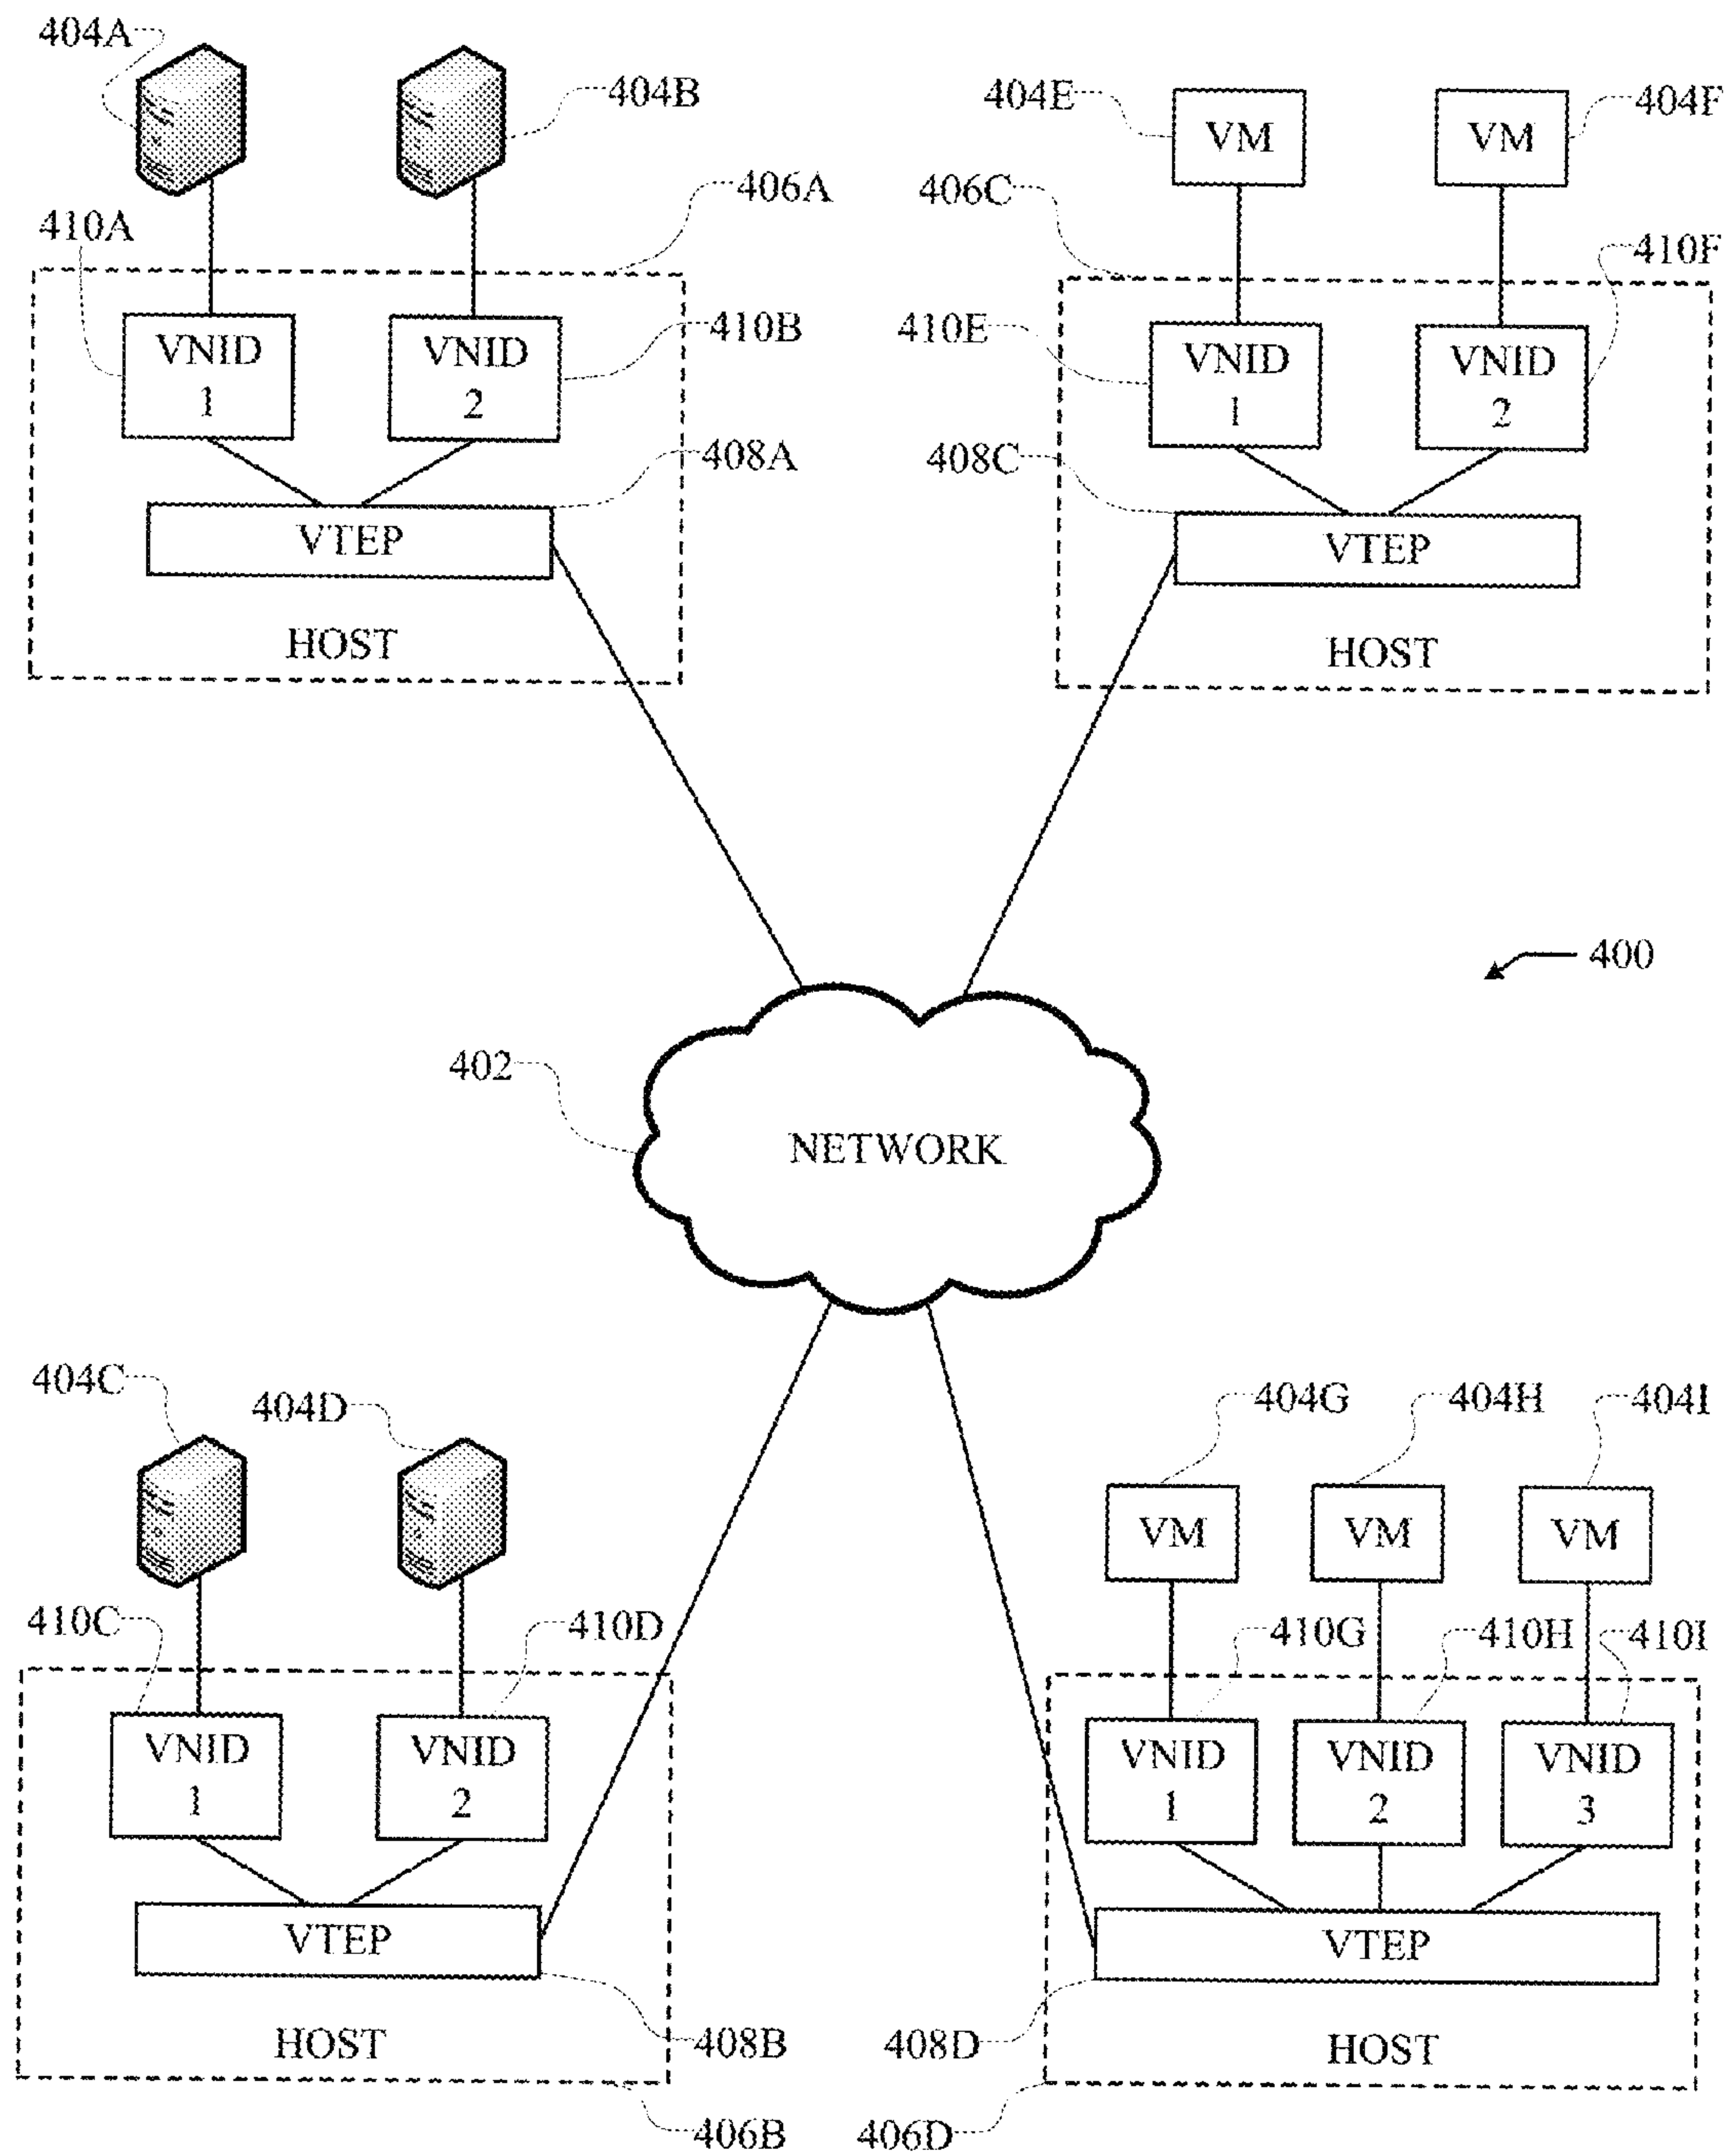 404A
404B
404E
VM
VM
404F
406A
406C
410A
410F
VNID
1
VNID
2
410B
410E
VNID
1
VNID
2
408A
408C
VTEP
VTEP
HOST
HOST
400
402
NETWORK
404C
404D
404G
404H
404I
VM
VM
VM
410C
410D
410G
410H
410I
VNID
1
VNID
2
VNID
1
VNID
2
VNID
3
VTEP
VTEP
HOST
408B
408D
HOST
406B
406D